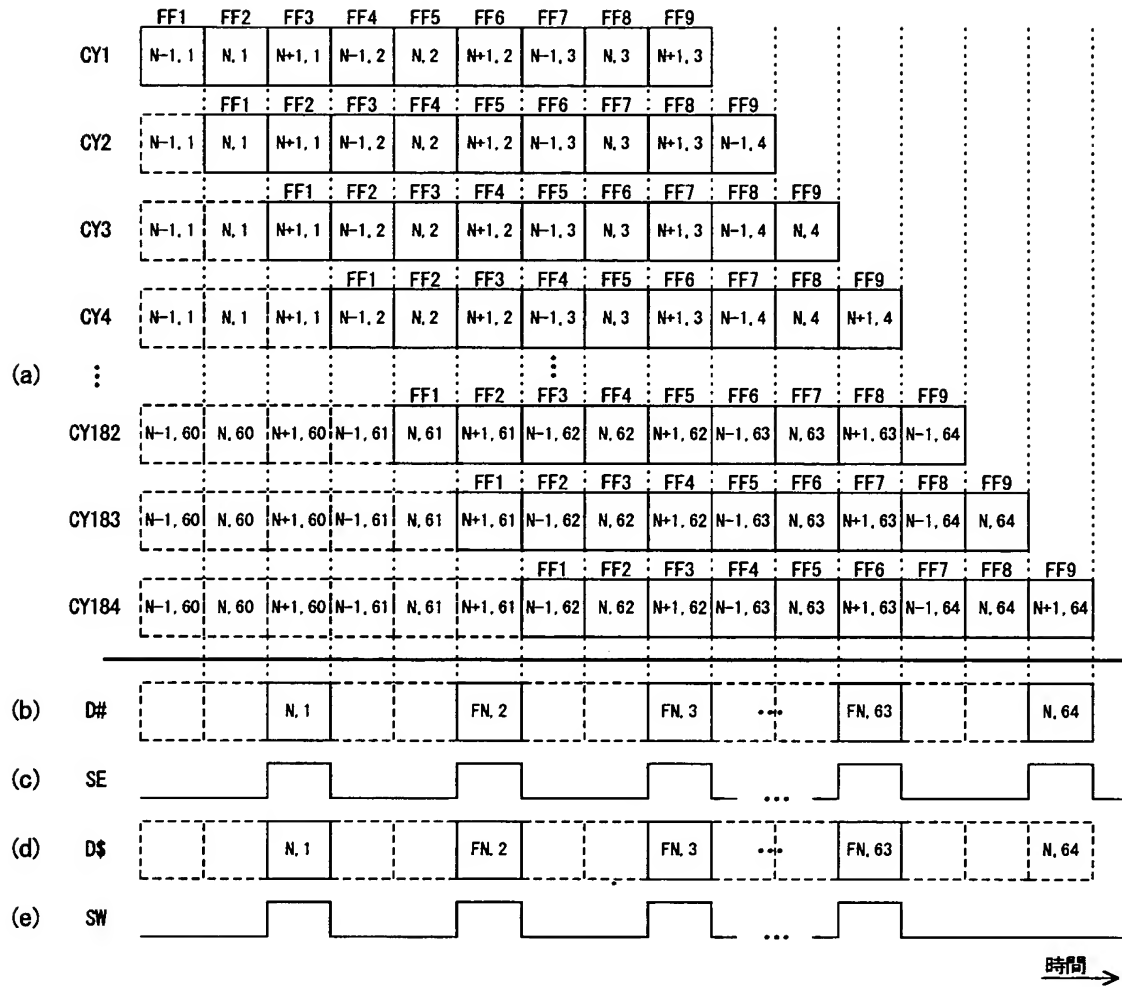 FF1 FF2 FF3 FF4 FF5 FF6 FF7 FF8 FF9
CY1 N-1, 1 N, 1 N+1, 1 N-1, 2 N, 2 N+1, 2 N-1, 3 N, 3 N+1, 3
FF1 FF2 FF3 FF4 FF5 FF6 FF7 FF8 FF9
CY2 N-1, 1 N, 1 N+1, 1 N-1, 2 N, 2 N+1, 2 N-1, 3 N, 3 N+1, 3 N-1, 4
FF1 FF2 FF3 FF4 FF5 FF6 FF7 FF8 FF9
CY3 N-1, 1 N, 1 N+1, 1 N-1, 2 N, 2 N+1, 2 N-1, 3 N, 3 N+1, 3 N-1, 4 N, 4
FF1 FF2 FF3 FF4 FF5 FF6 FF7 FF8 FF9
CY4 N-1, 1 N, 1 N+1, 1 N-1, 2 N, 2 N+1, 2 N-1, 3 N, 3 N+1, 3 N-1, 4 N, 4 N+1, 4
(a) ⋮ ⋮
FF1 FF2 FF3 FF4 FF5 FF6 FF7 FF8 FF9
CY182 N-1, 60 N, 60 N+1, 60 N-1, 61 N, 61 N+1, 61 N-1, 62 N, 62 N+1, 62 N-1, 63 N, 63 N+1, 63 N-1, 64
FF1 FF2 FF3 FF4 FF5 FF6 FF7 FF8 FF9
CY183 N-1, 60 N, 60 N+1, 60 N-1, 61 N, 61 N+1, 61 N-1, 62 N, 62 N+1, 62 N-1, 63 N, 63 N+1, 63 N-1, 64 N, 64
FF1 FF2 FF3 FF4 FF5 FF6 FF7 FF8 FF9
CY184 N-1, 60 N, 60 N+1, 60 N-1, 61 N, 61 N+1, 61 N-1, 62 N, 62 N+1, 62 N-1, 63 N, 63 N+1, 63 N-1, 64 N, 64 N+1, 64
(b) D# N, 1 FN, 2 FN, 3 ... FN, 63 N, 64
(c) SE ...
(d) D$ N, 1 FN, 2 FN, 3 ... FN, 63 N, 64
(e) SW ...
時間